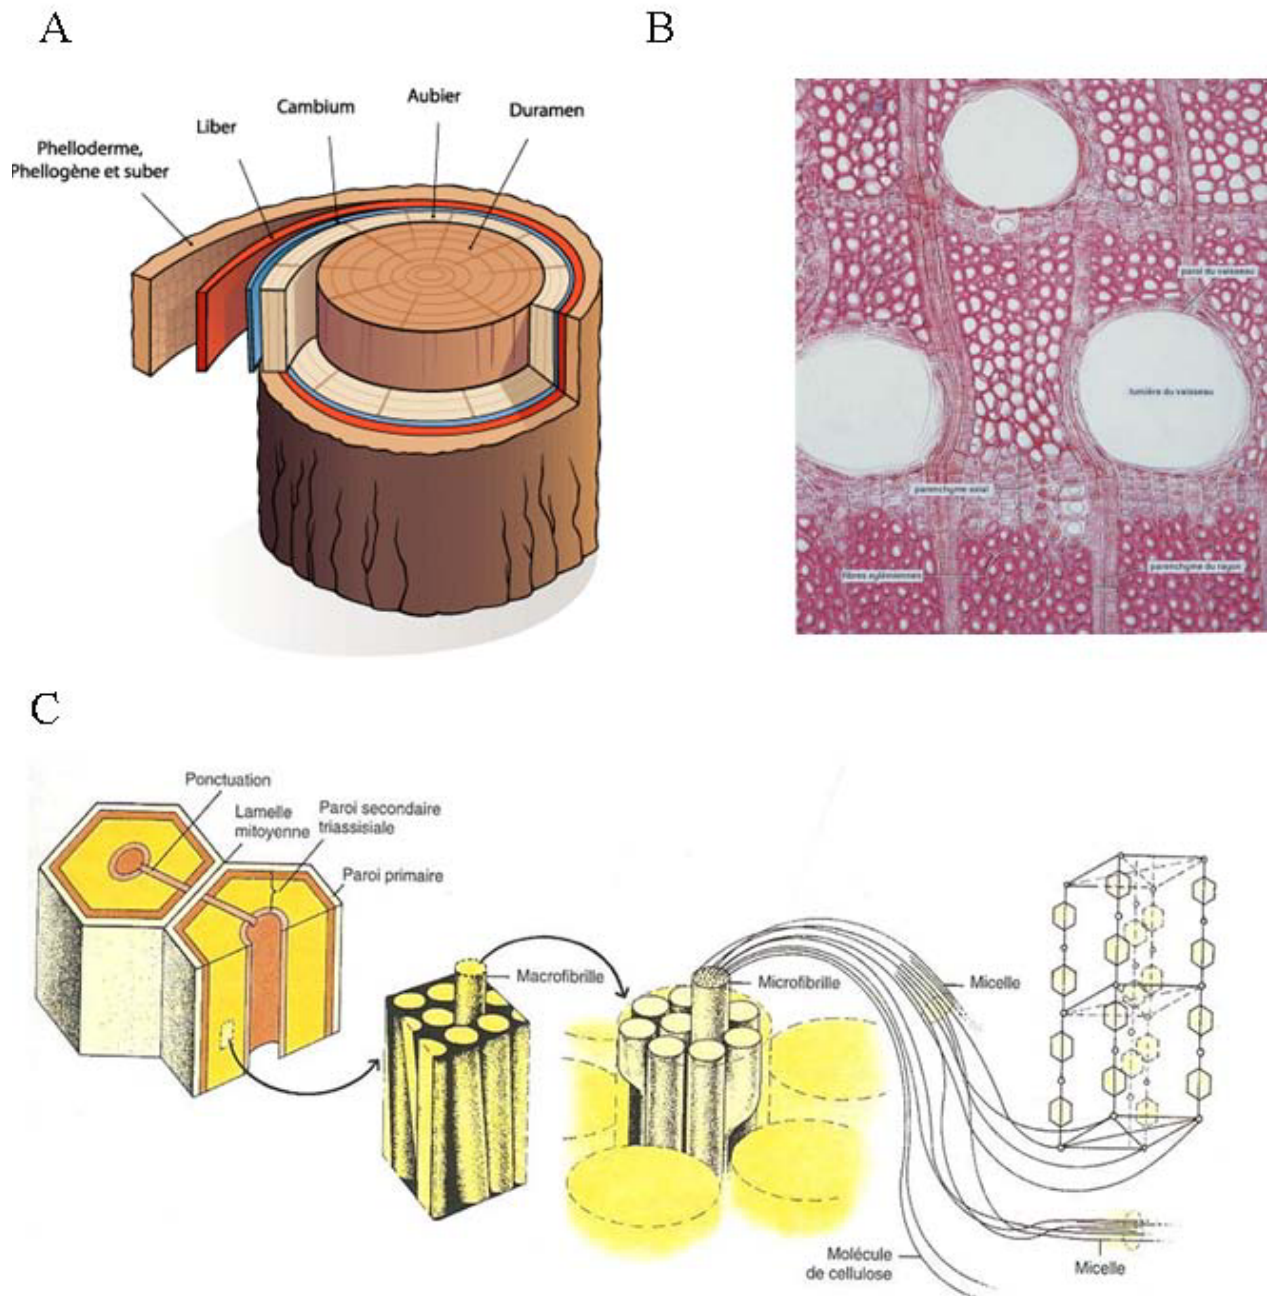 A
B
Cambium
Aubier
Duramen
Liber
Phelloderme,
Phellogène et suber
paroi du vaisseau
lumière du vaisseau
parenchyme axial
fibres xylémiennes
parenchyme du rayon
C
Ponctuation
Lamelle
mitoyenne
Paroi secondaire
triassisiale
Paroi primaire
Macrofibrille
Microfibrille
Micelle
Molécule
de cellulose
Micelle